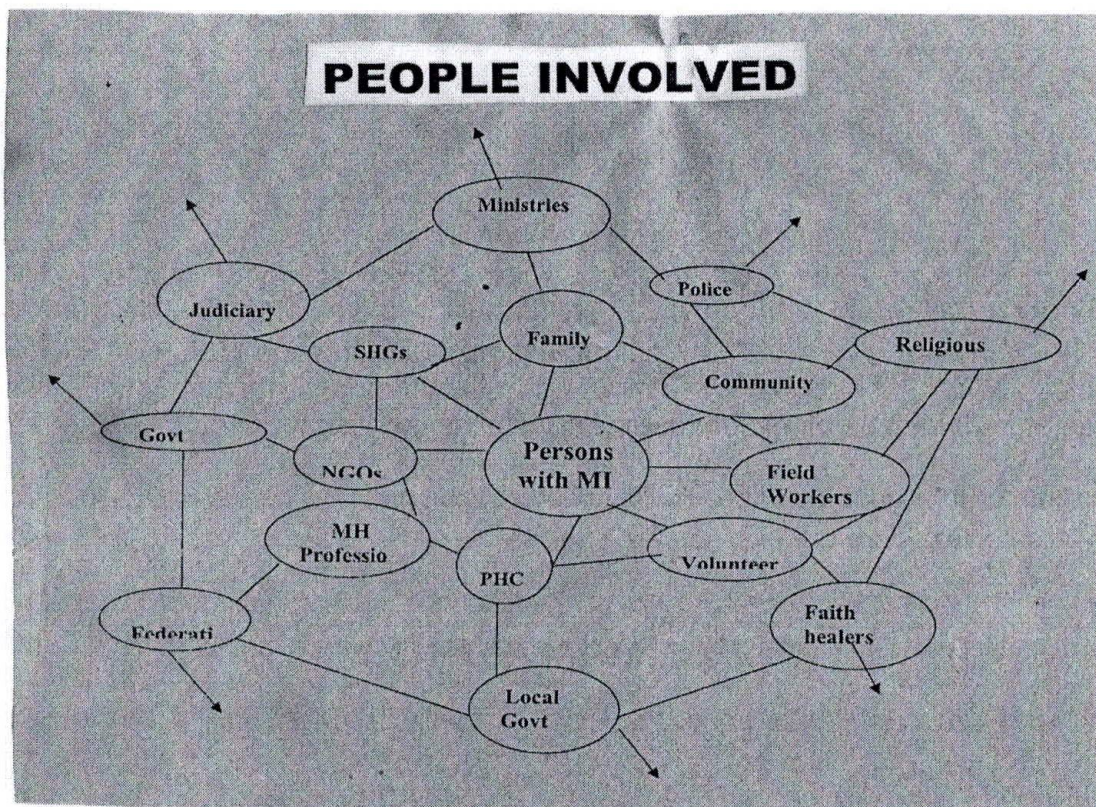 PEOPLE INVOLVED
Ministries
Police
Judiciary
Family
Religious
SHGs
Community
Govt
Persons
with MI
NGOs
Field
Workers
MH
Professio
PHC
Volunteer
Faith
healers
Federati
Local
Govt